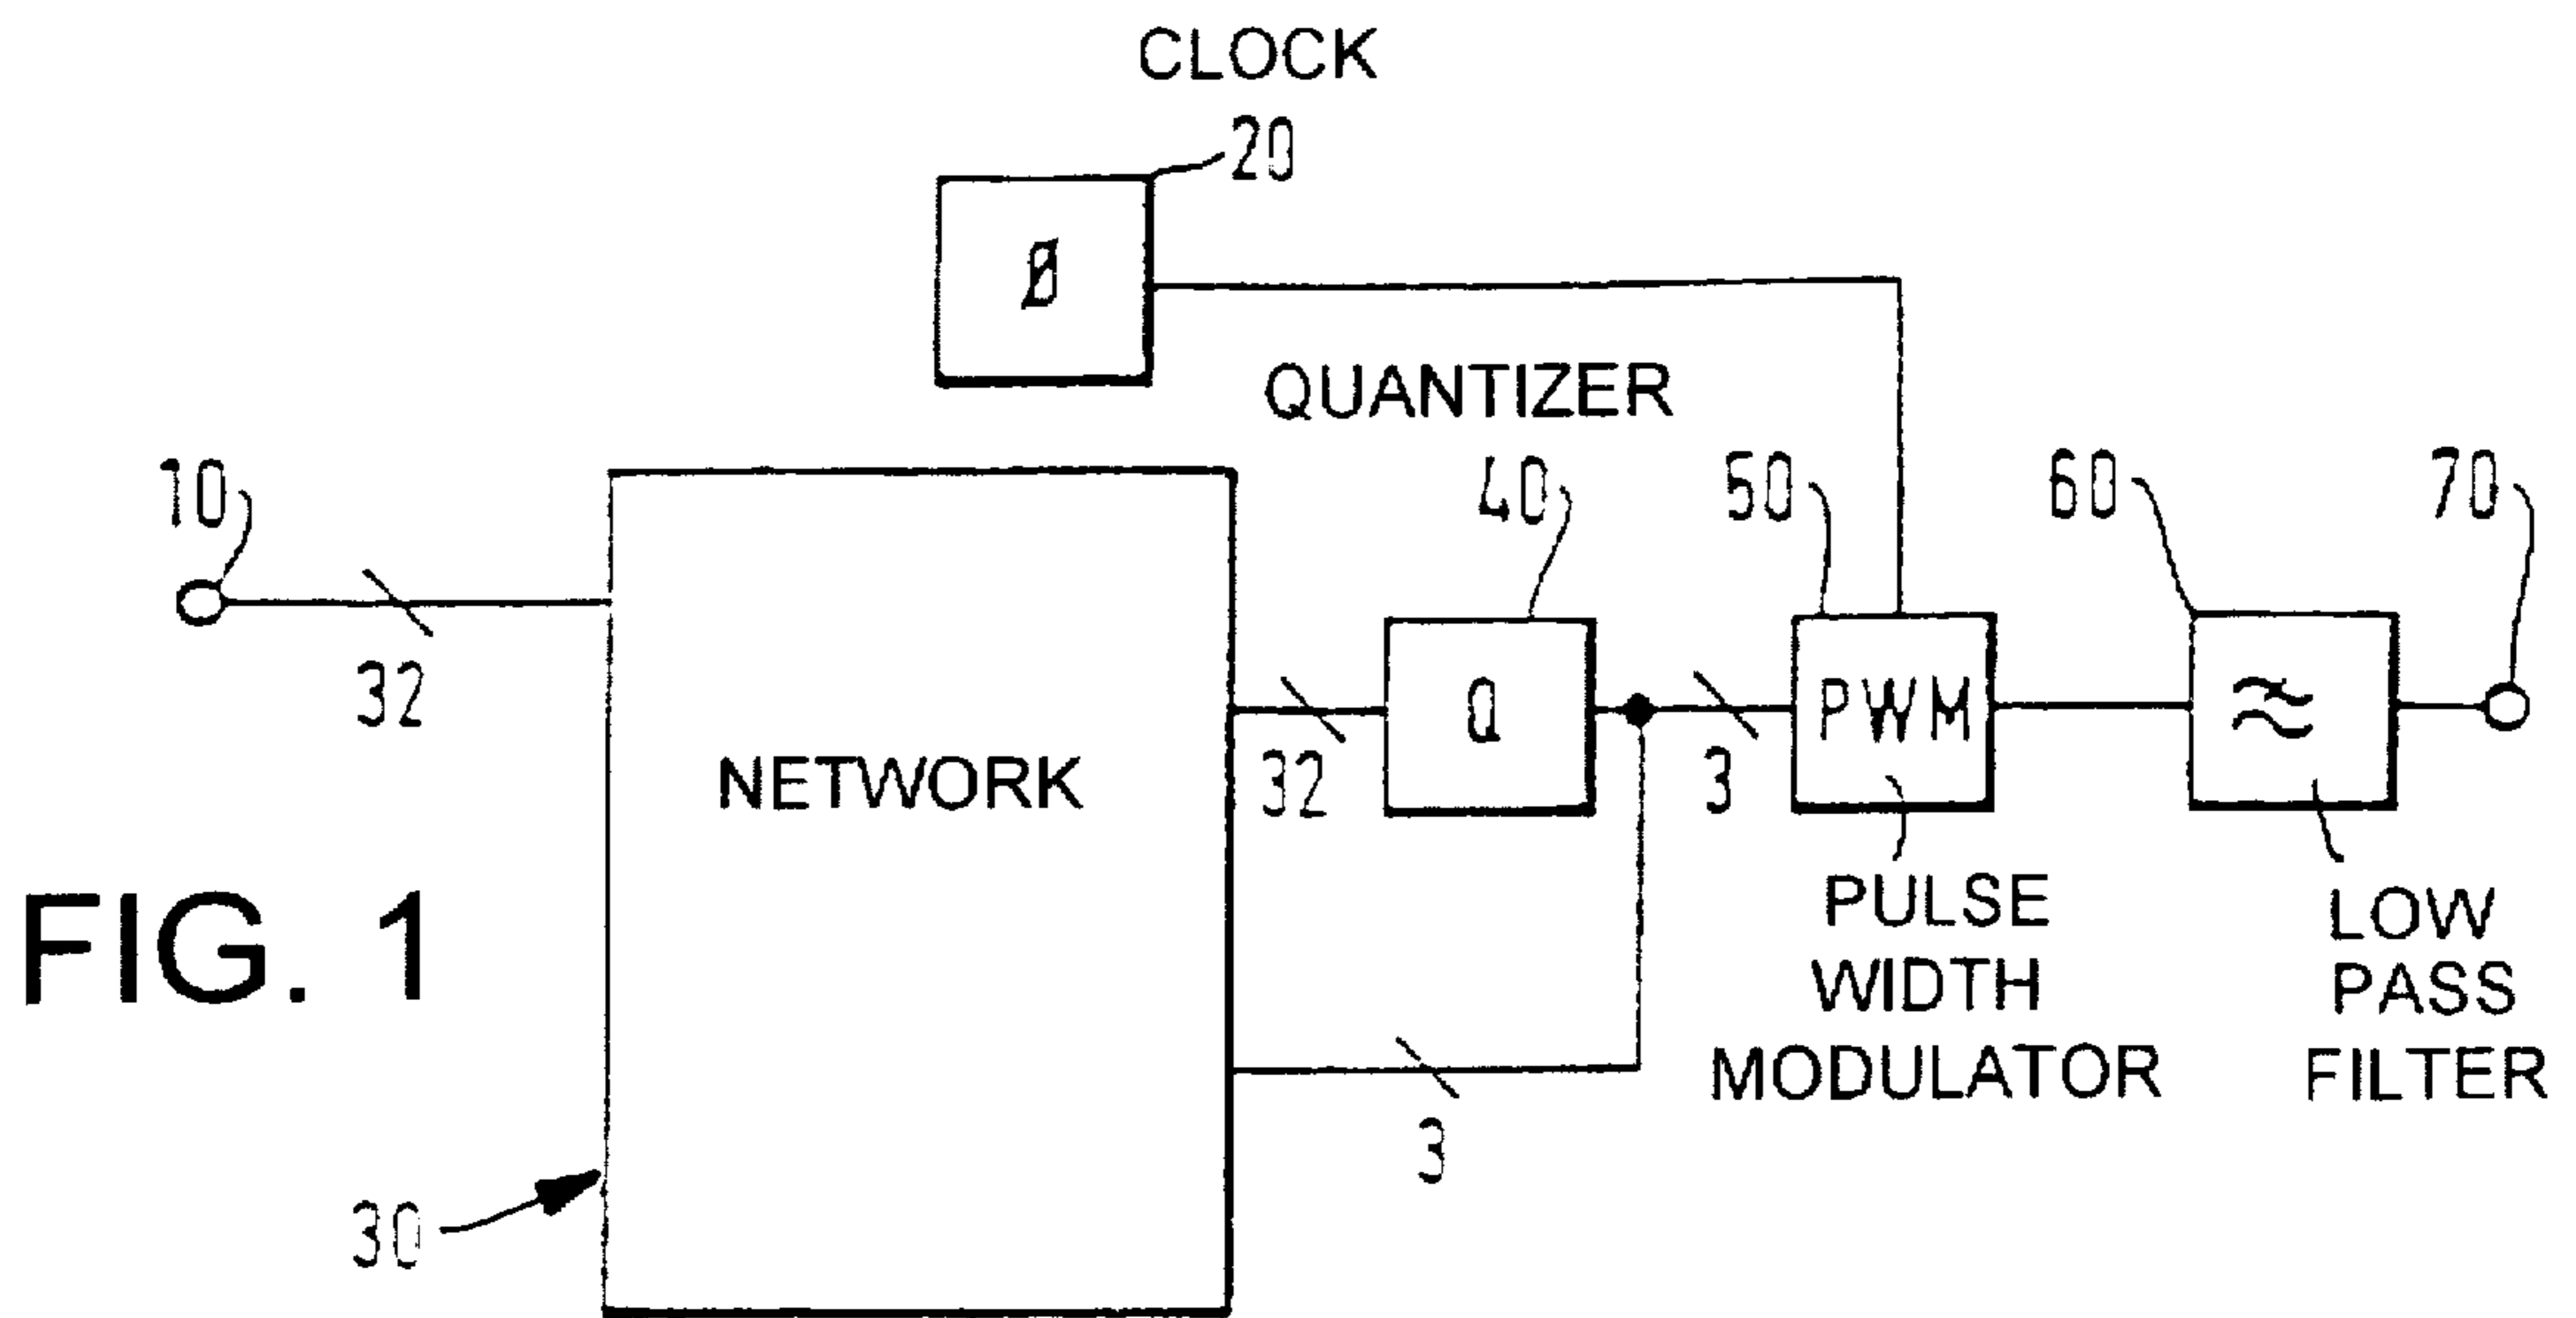 CLOCK
20
Ø
QUANTIZER
10
40
50
60
70
32
NETWORK
32
Q
3
PWM
PULSE
WIDTH
MODULATOR
LOW
PASS
FILTER
FIG. 1
3
30